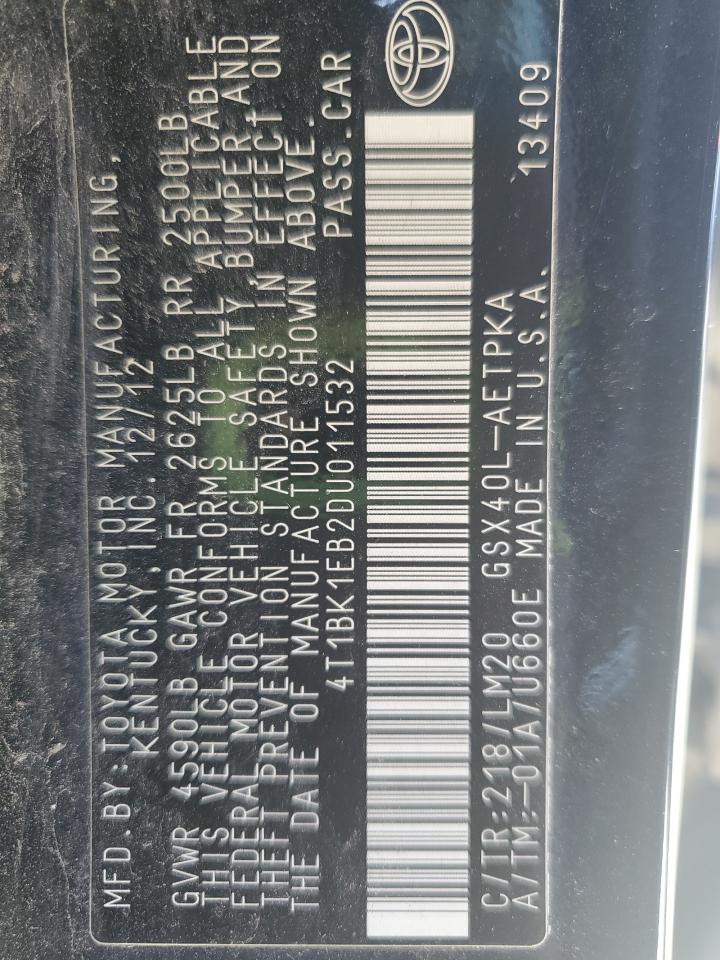 MFD.BY:TOYOTA MOTOR MANUFACTURING,
KENTUCKY, INC. 12/12
GVWR 4590LB GAWR FR 2625LB RR 2500LB
THIS VEHICLE CONFORMS TO ALL APPLICABLE
FEDERAL MOTOR VEHICLE SAFETY, BUMPER AND
THEFT PREVENTION STANDARDS IN EFFECT ON
THE DATE OF MANUFACTURE SHOWN ABOVE.
4T1BK1EB2DU011532 PASS.CAR
C/TR:218/LM20 GSX40L-AETPKA
A/TM:-01A/U660E MADE IN U.S.A. 13409